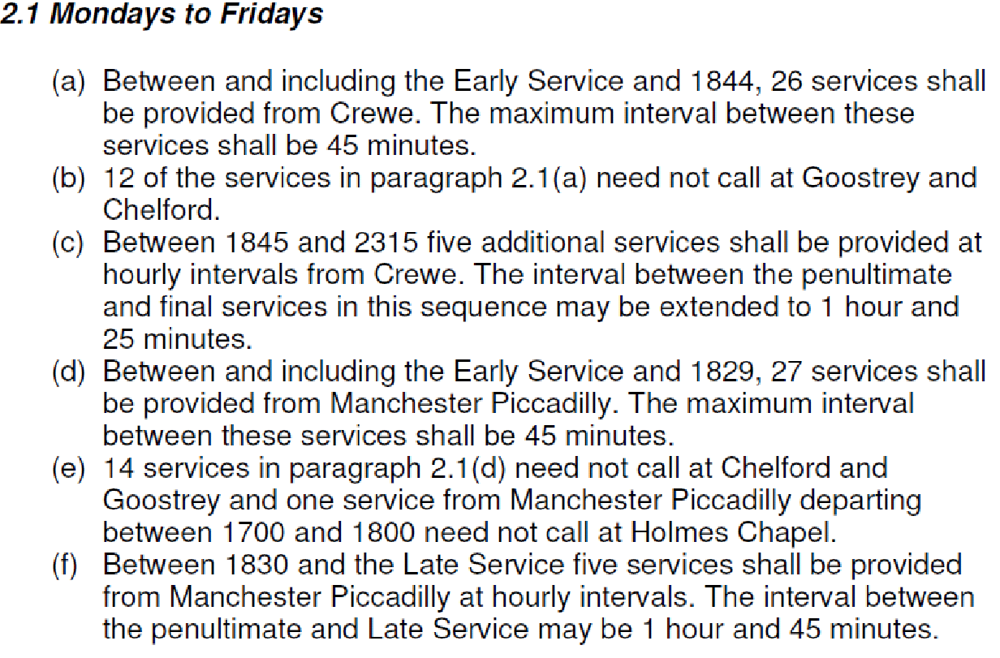 2.1 Mondays to Fridays
(a) Between and including the Early Service and 1844, 26 services shall
be provided from Crewe. The maximum interval between these
services shall be 45 minutes.
(b) 12 of the services in paragraph 2.1(a) need not call at Goostrey and
Chelford.
(c) Between 1845 and 2315 five additional services shall be provided at
hourly intervals from Crewe. The interval between the penultimate
and final services in this sequence may be extended to 1 hour and
25 minutes.
(d) Between and including the Early Service and 1829, 27 services shall
be provided from Manchester Piccadilly. The maximum interval
between these services shall be 45 minutes.
(e) 14 services in paragraph 2.1(d) need not call at Chelford and
Goostrey and one service from Manchester Piccadilly departing
between 1700 and 1800 need not call at Holmes Chapel.
(f) Between 1830 and the Late Service five services shall be provided
from Manchester Piccadilly at hourly intervals. The interval between
the penultimate and Late Service may be 1 hour and 45 minutes.